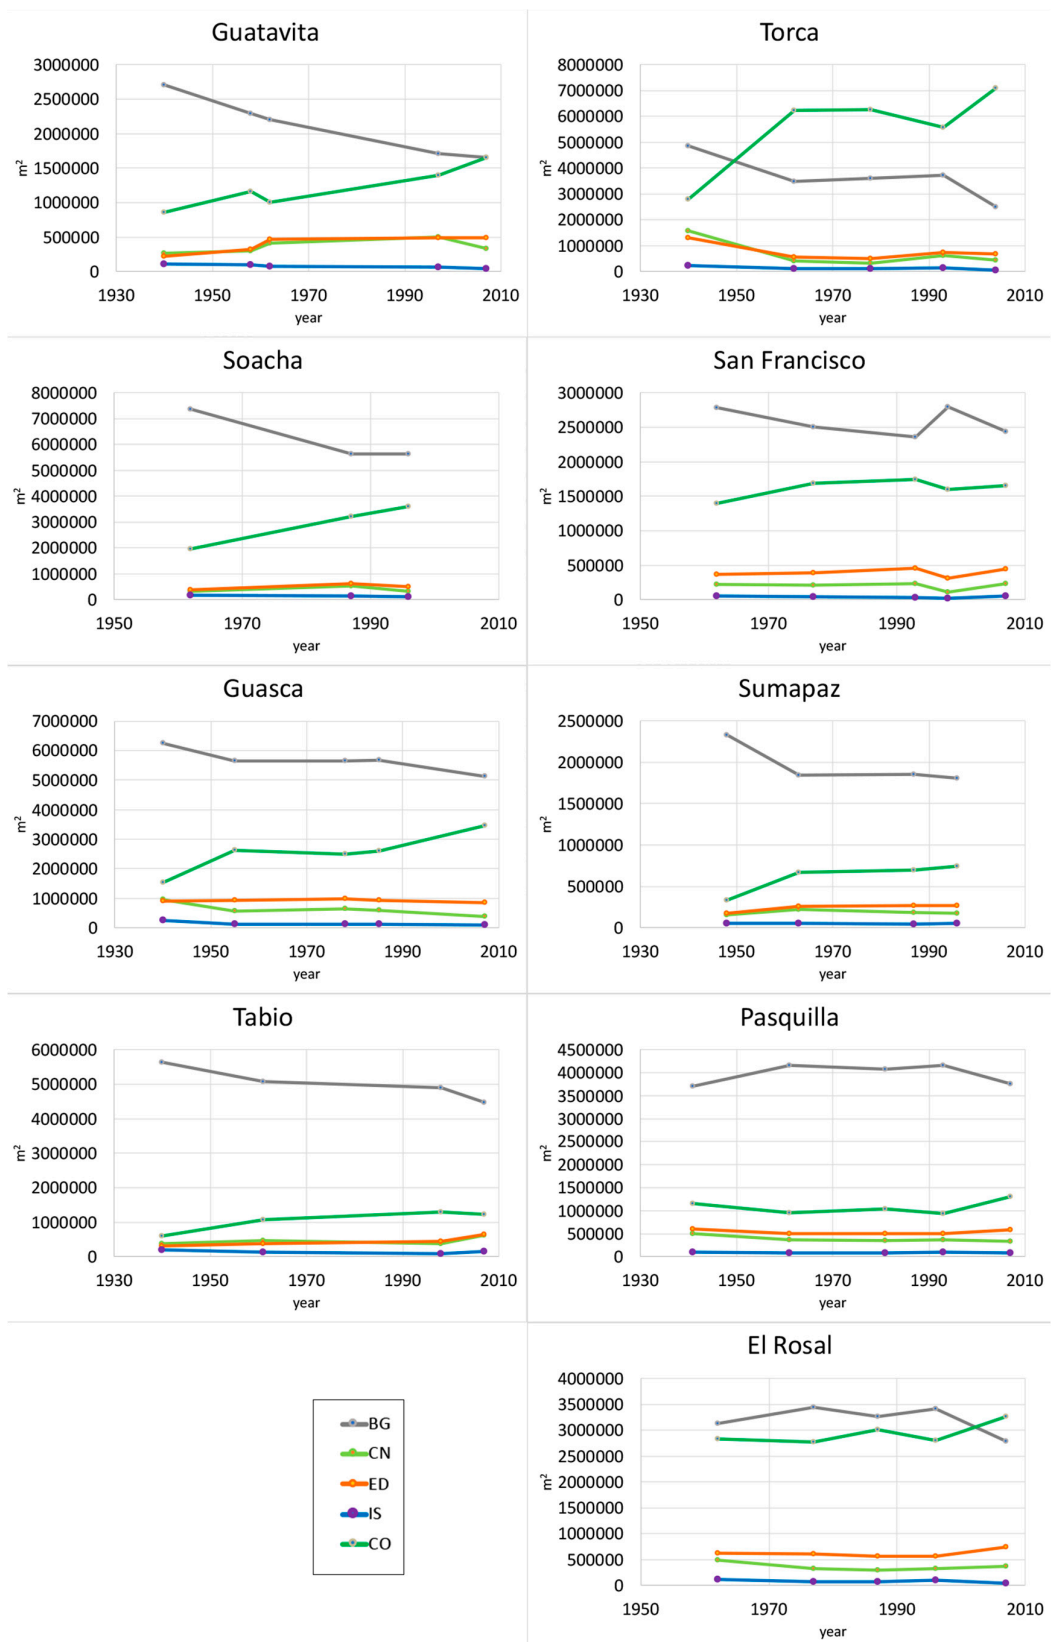 Guatavita
3000000
2500000
2000000
1500000
1000000
500000
0
m²
1930 1950 1970 1990 2010
year
Torca
8000000
7000000
6000000
5000000
4000000
3000000
2000000
1000000
0
m²
1930 1950 1970 1990 2010
year
Soacha
8000000
7000000
6000000
5000000
4000000
3000000
2000000
1000000
0
m²
1950 1970 1990 2010
year
San Francisco
3000000
2500000
2000000
1500000
1000000
500000
0
m²
1950 1970 1990 2010
year
Guasca
7000000
6000000
5000000
4000000
3000000
2000000
1000000
0
m²
1930 1950 1970 1990 2010
year
Sumapaz
2500000
2000000
1500000
1000000
500000
0
m²
1930 1950 1970 1990 2010
year
Tabio
6000000
5000000
4000000
3000000
2000000
1000000
0
m²
1930 1950 1970 1990 2010
year
Pasquilla
4500000
4000000
3500000
3000000
2500000
2000000
1500000
1000000
500000
0
m²
1930 1950 1970 1990 2010
year
BG
CN
ED
IS
CO
El Rosal
4000000
3500000
3000000
2500000
2000000
1500000
1000000
500000
0
m²
1950 1970 1990 2010
year